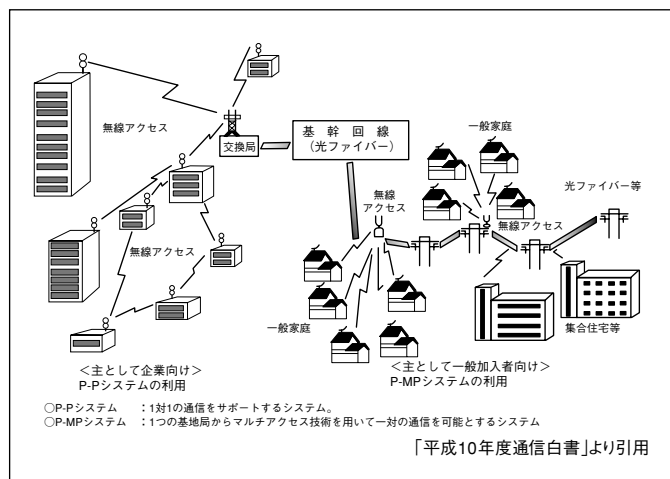 無線アクセス
交換局
基 幹 回 線
（光ファイバー）
一般家庭
光ファイバー等
無線
アクセス
無線アクセス
無線アクセス
一般家庭
集合住宅等
＜主として企業向け＞
P-Pシステムの利用
＜主として一般加入者向け＞
P-MPシステムの利用
○P-Pシステム ：1対1の通信をサポートするシステム。
○P-MPシステム ：1つの基地局からマルチアクセス技術を用いて一対の通信を可能とするシステム
「平成10年度通信白書」より引用